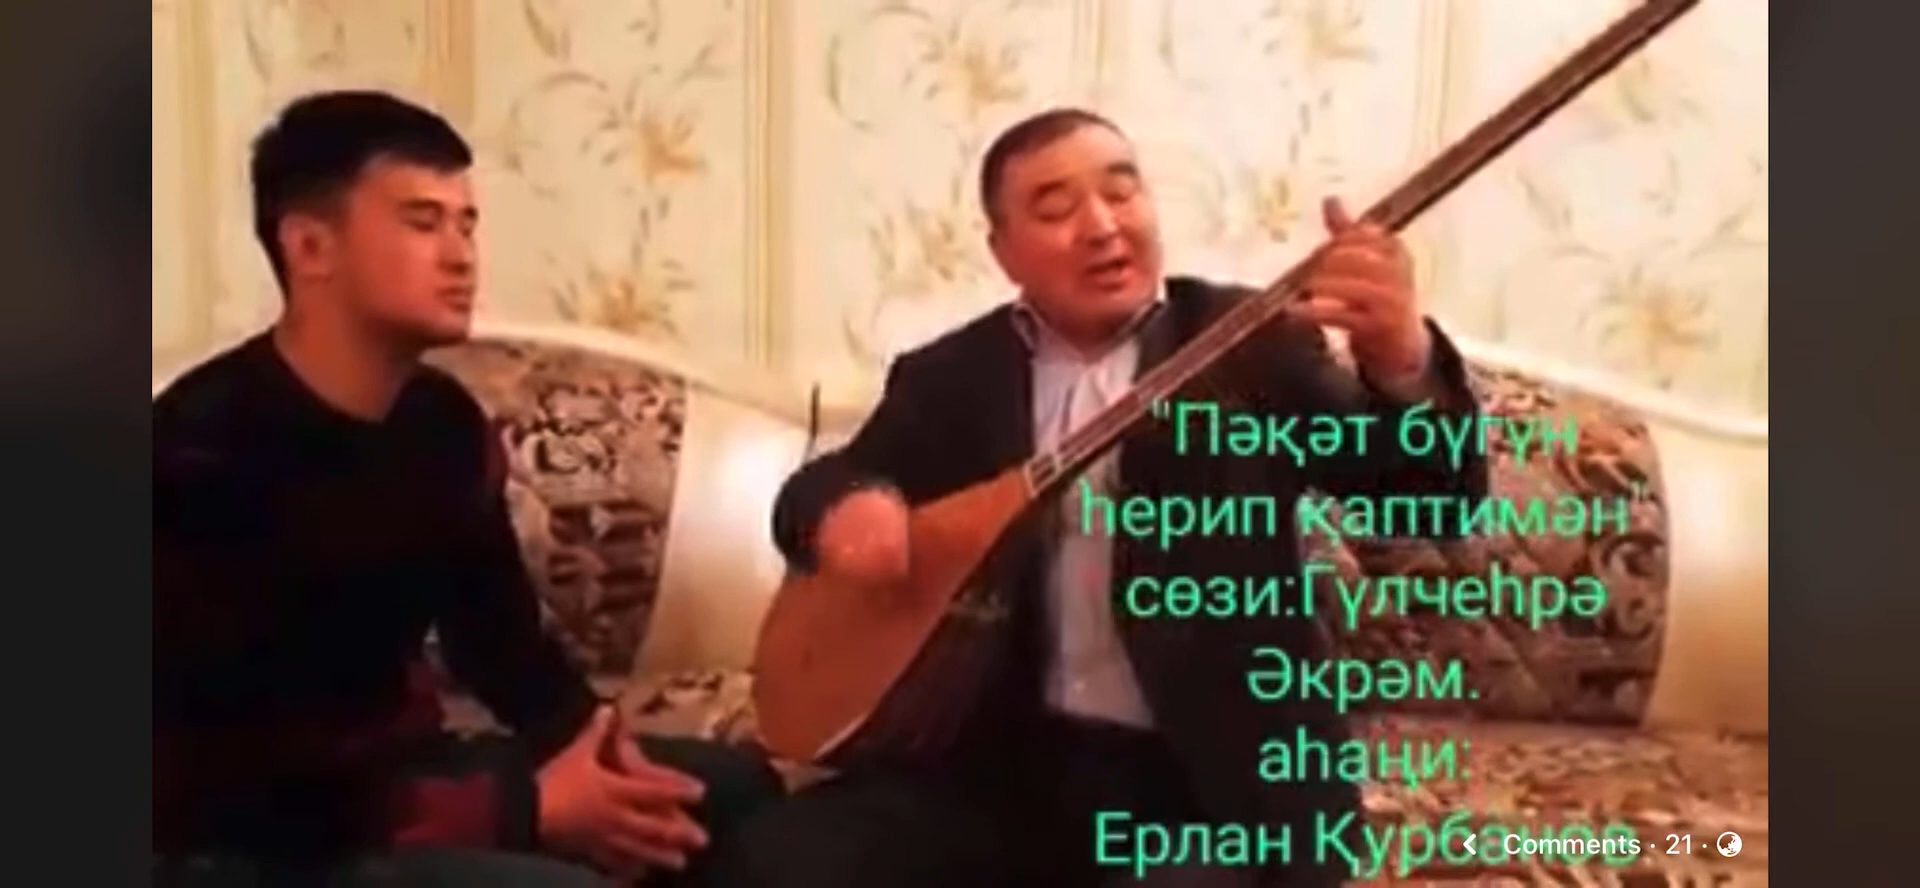 "Пәқәт бүгүн
һерип қаптимән"
сөзи:Гүлчеһрә
Әкрәм.
аһаңи:
Ерлан Қурбанов
Comments · 21 ·